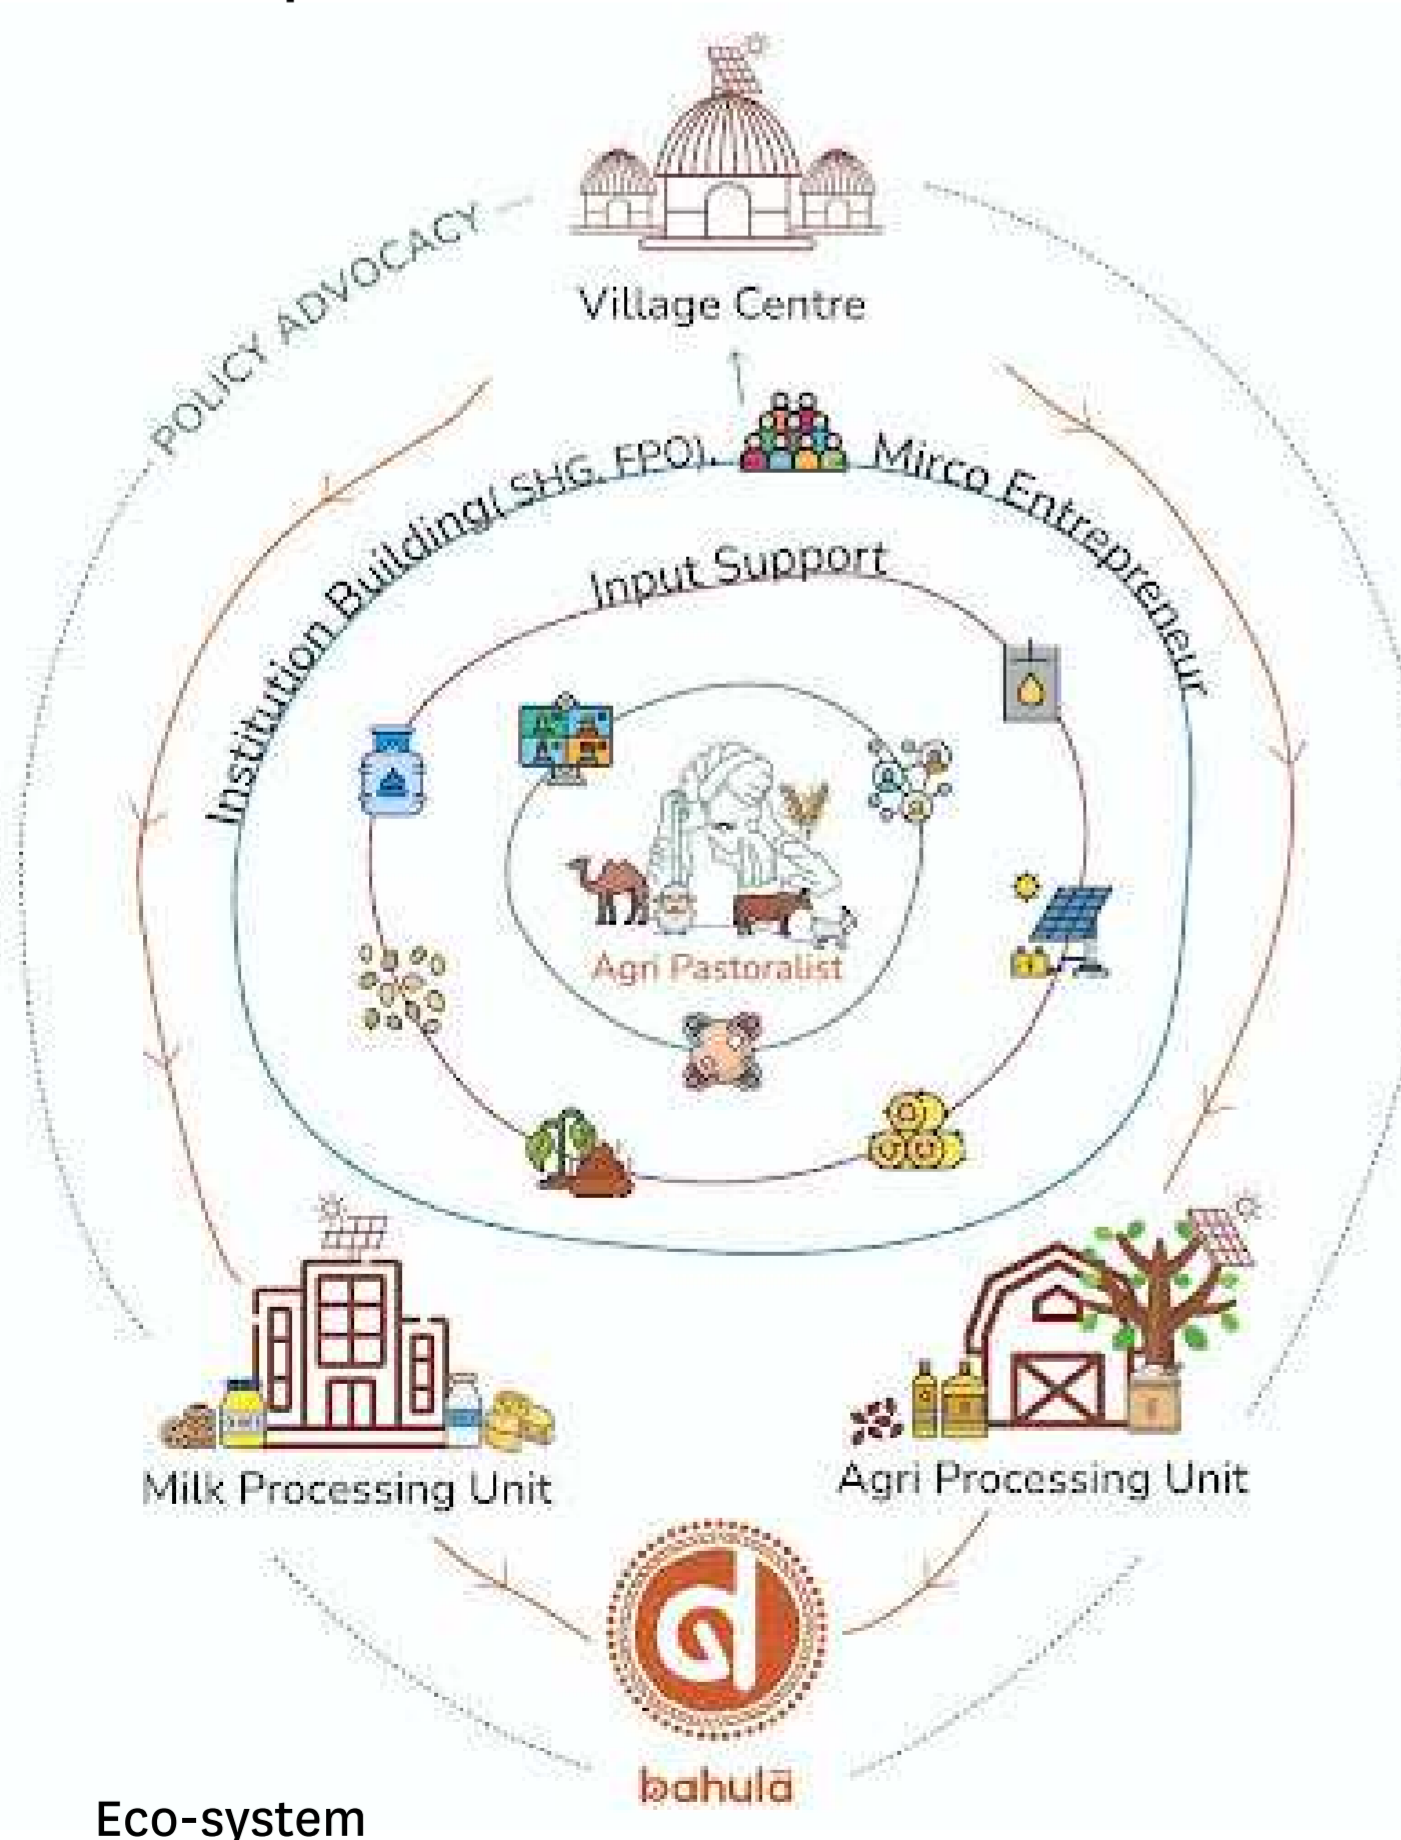 Village Centre
POLICY ADVOCACY
Institution Building( SHG, FPO),
Mirco Entrepreneur
Input Support
Agri Pastoralist
Milk Processing Unit
Agri Processing Unit
bahulā
Eco-system